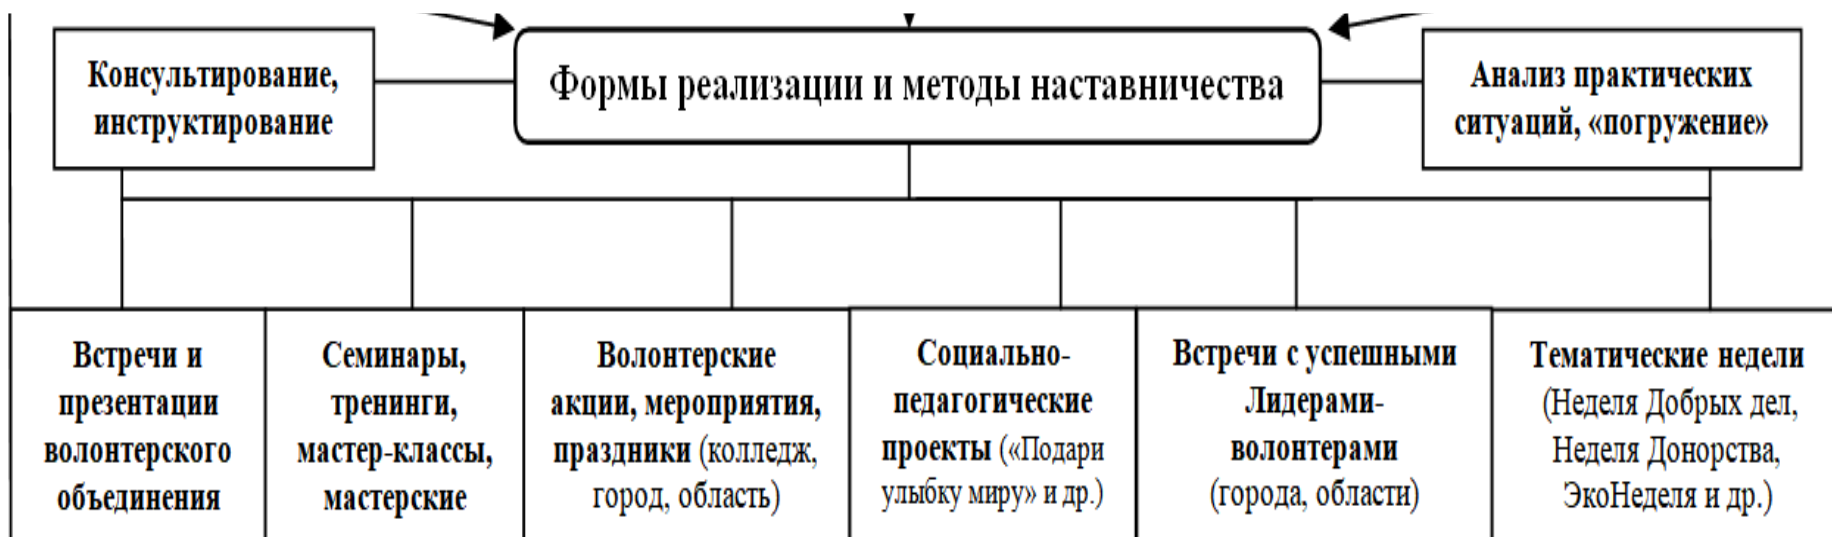 Консультирование,
инструктирование
Формы реализации и методы наставничества
Анализ практических
ситуаций, «погружение»
Встречи и
презентации
волонтерского
объединения
Семинары,
тренинги,
мастер-классы,
мастерские
Волонтерские
акции, мероприятия,
праздники (колледж,
город, область)
Социально-
педагогические
проекты («Подари
улыбку миру» и др.)
Встречи с успешными
Лидерами-
волонтерами
(города, области)
Тематические недели
(Неделя Добрых дел,
Неделя Донорства,
ЭкоНеделя и др.)